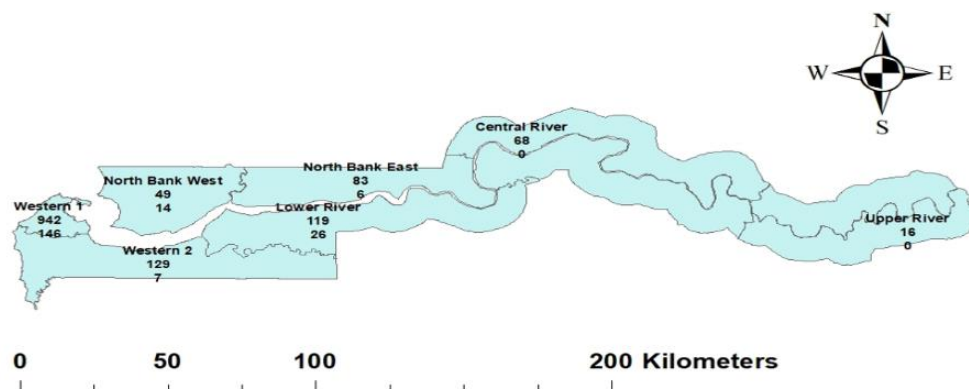 N
W E
S
Central River
68
0
North Bank East
83
6
North Bank West
49
14
Lower River
119
26
Western 1
942
146
Western 2
129
7
Upper River
16
0
0 50 100 200 Kilometers